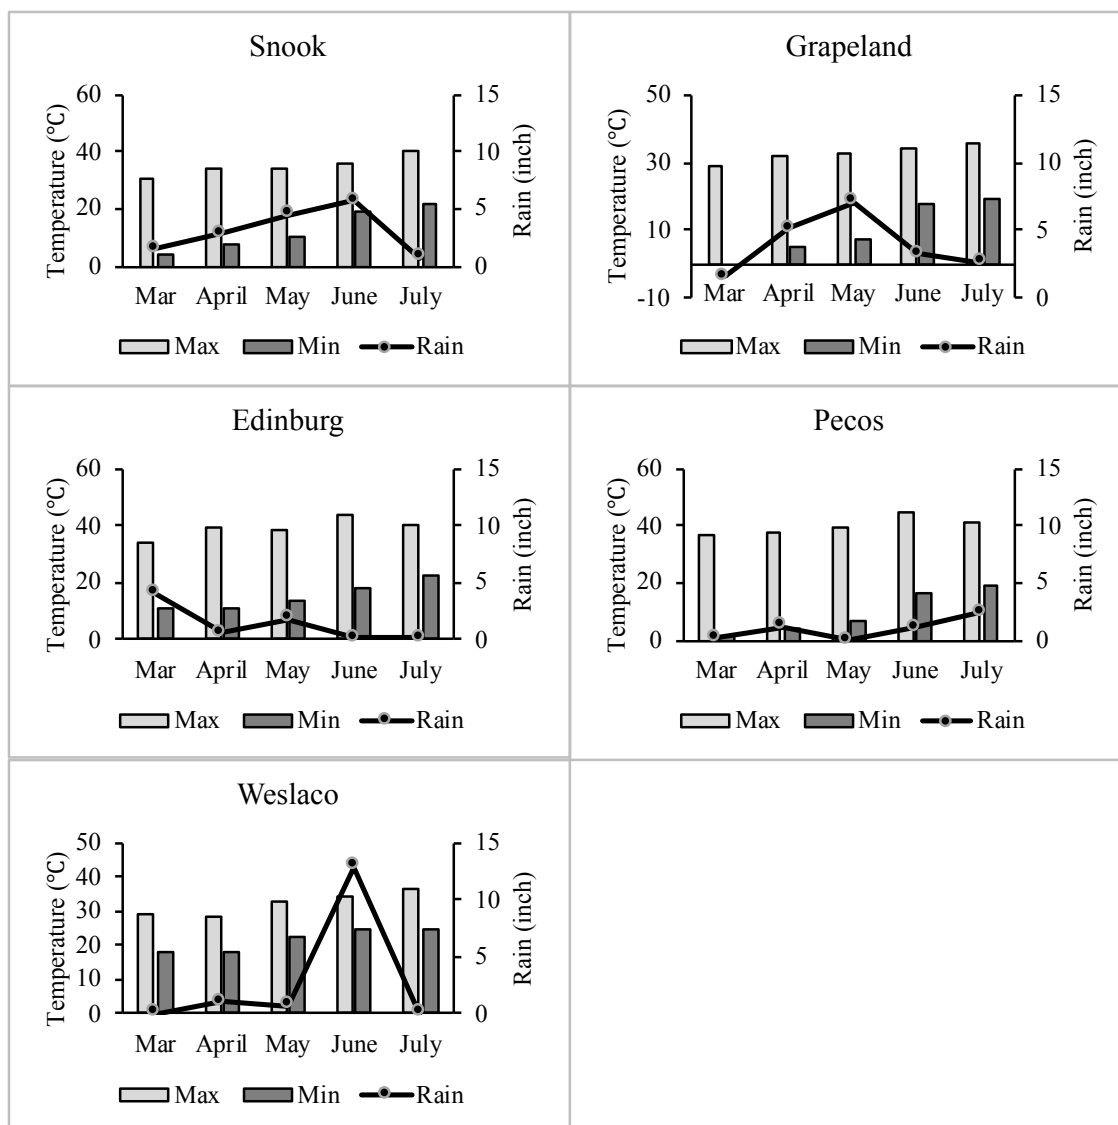 Snook
Temperature (°C)
60
40
20
0
15
10
5
0
Rain (inch)
Mar April May June July
Max Min Rain
Grapeland
Temperature (°C)
50
30
10
-10
15
10
5
0
Rain (inch)
Mar April May June July
Max Min Rain
Edinburg
Temperature (°C)
60
40
20
0
15
10
5
0
Rain (inch)
Mar April May June July
Max Min Rain
Pecos
Temperature (°C)
60
40
20
0
15
10
5
0
Rain (inch)
Mar April May June July
Max Min Rain
Weslaco
Temperature (°C)
50
40
30
20
10
0
15
10
5
0
Rain (inch)
Mar April May June July
Max Min Rain